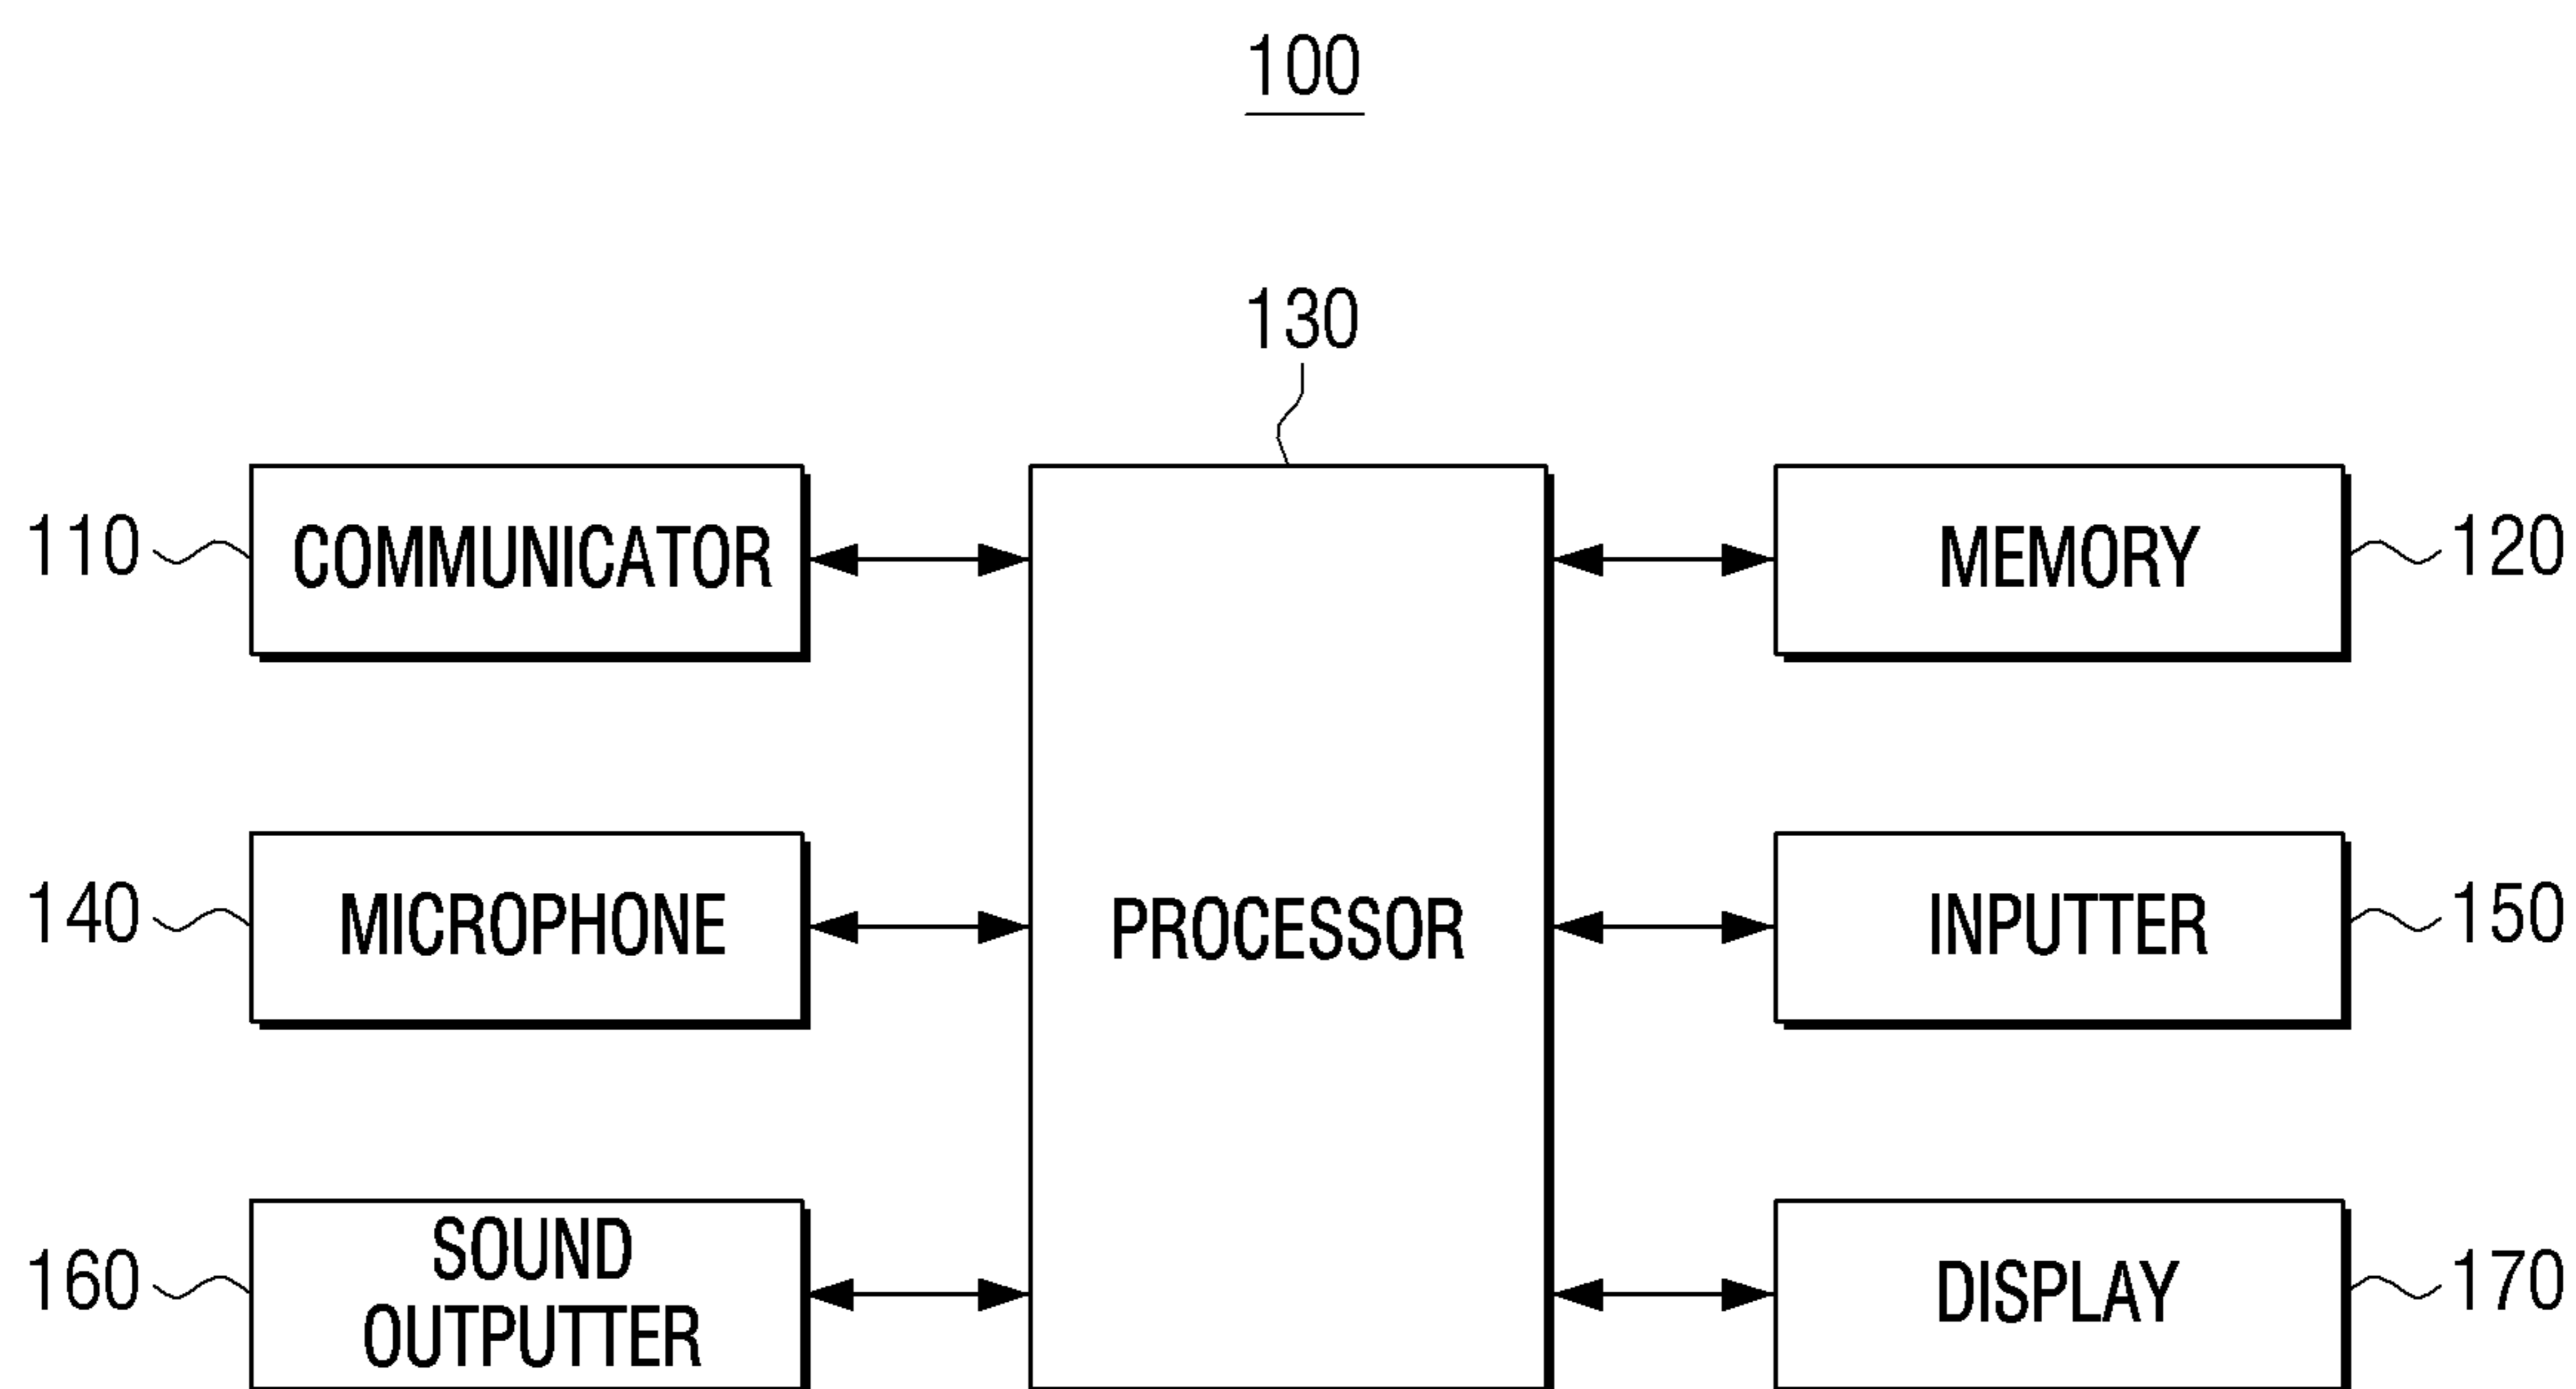 100
130
110
COMMUNICATOR
MEMORY
120
140
MICROPHONE
PROCESSOR
INPUTTER
150
160
SOUND
OUTPUTTER
DISPLAY
170